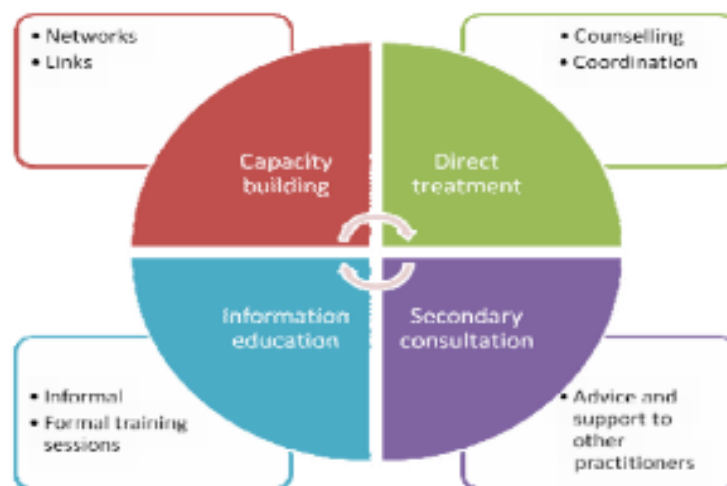 • Networks
• Links
• Counselling
• Coordination
Capacity
building
Direct
treatment
Information
education
Secondary
consultation
• Informal
• Formal training
sessions
• Advice and
support to
other
practitioners